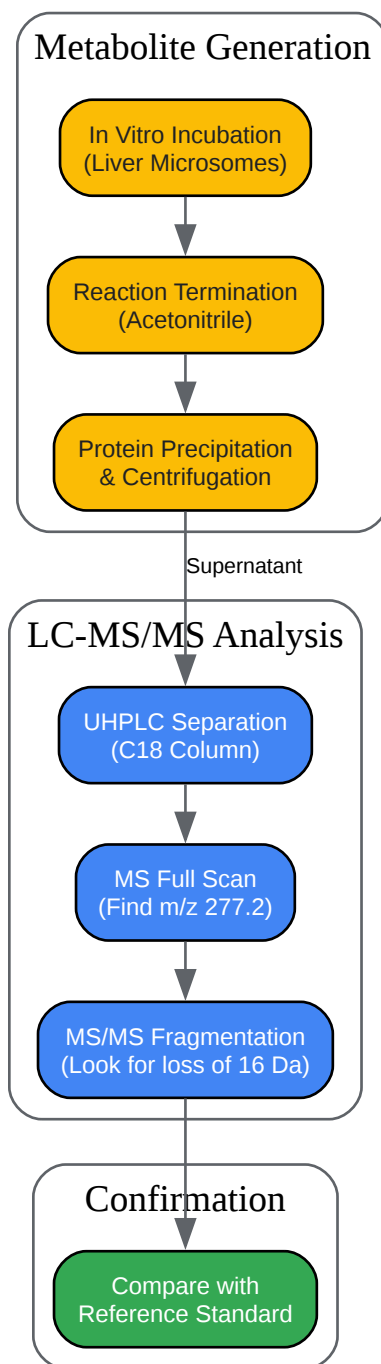 Metabolite Generation
In Vitro Incubation
(Liver Microsomes)
Reaction Termination
(Acetonitrile)
Protein Precipitation
& Centrifugation
Supernatant
LC-MS/MS Analysis
UHPLC Separation
(C18 Column)
MS Full Scan
(Find m/z 277.2)
MS/MS Fragmentation
(Look for loss of 16 Da)
Confirmation
Compare with
Reference Standard